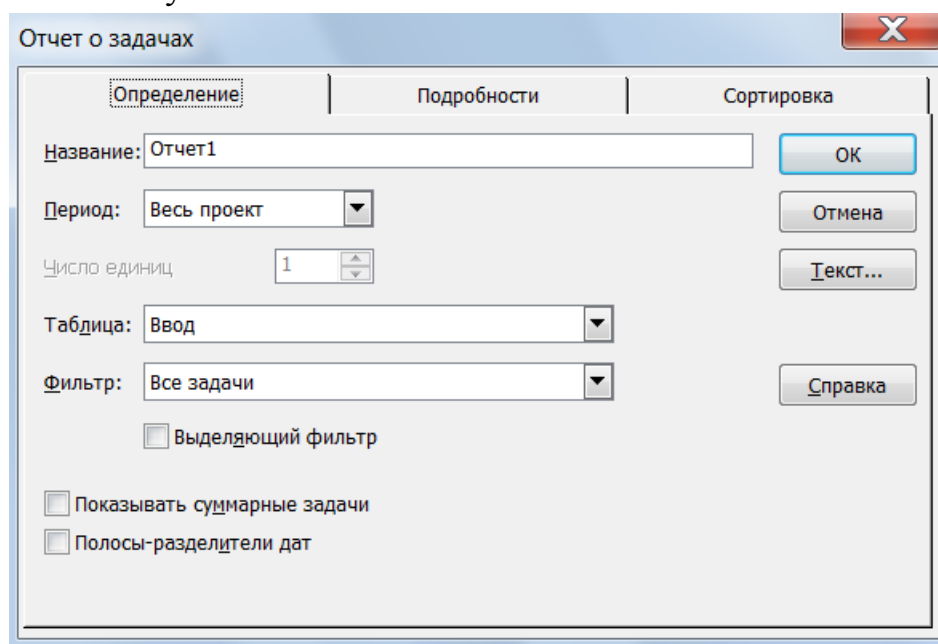 Отчет о задачах
X
Определение
Подробности
Сортировка
Название: Отчет1
ОК
Период: Весь проект
Отмена
Число единиц 1
Текст...
Таблица: Ввод
Фильтр: Все задачи
Справка
Выделяющий фильтр
Показывать суммарные задачи
Полосы-разделители дат